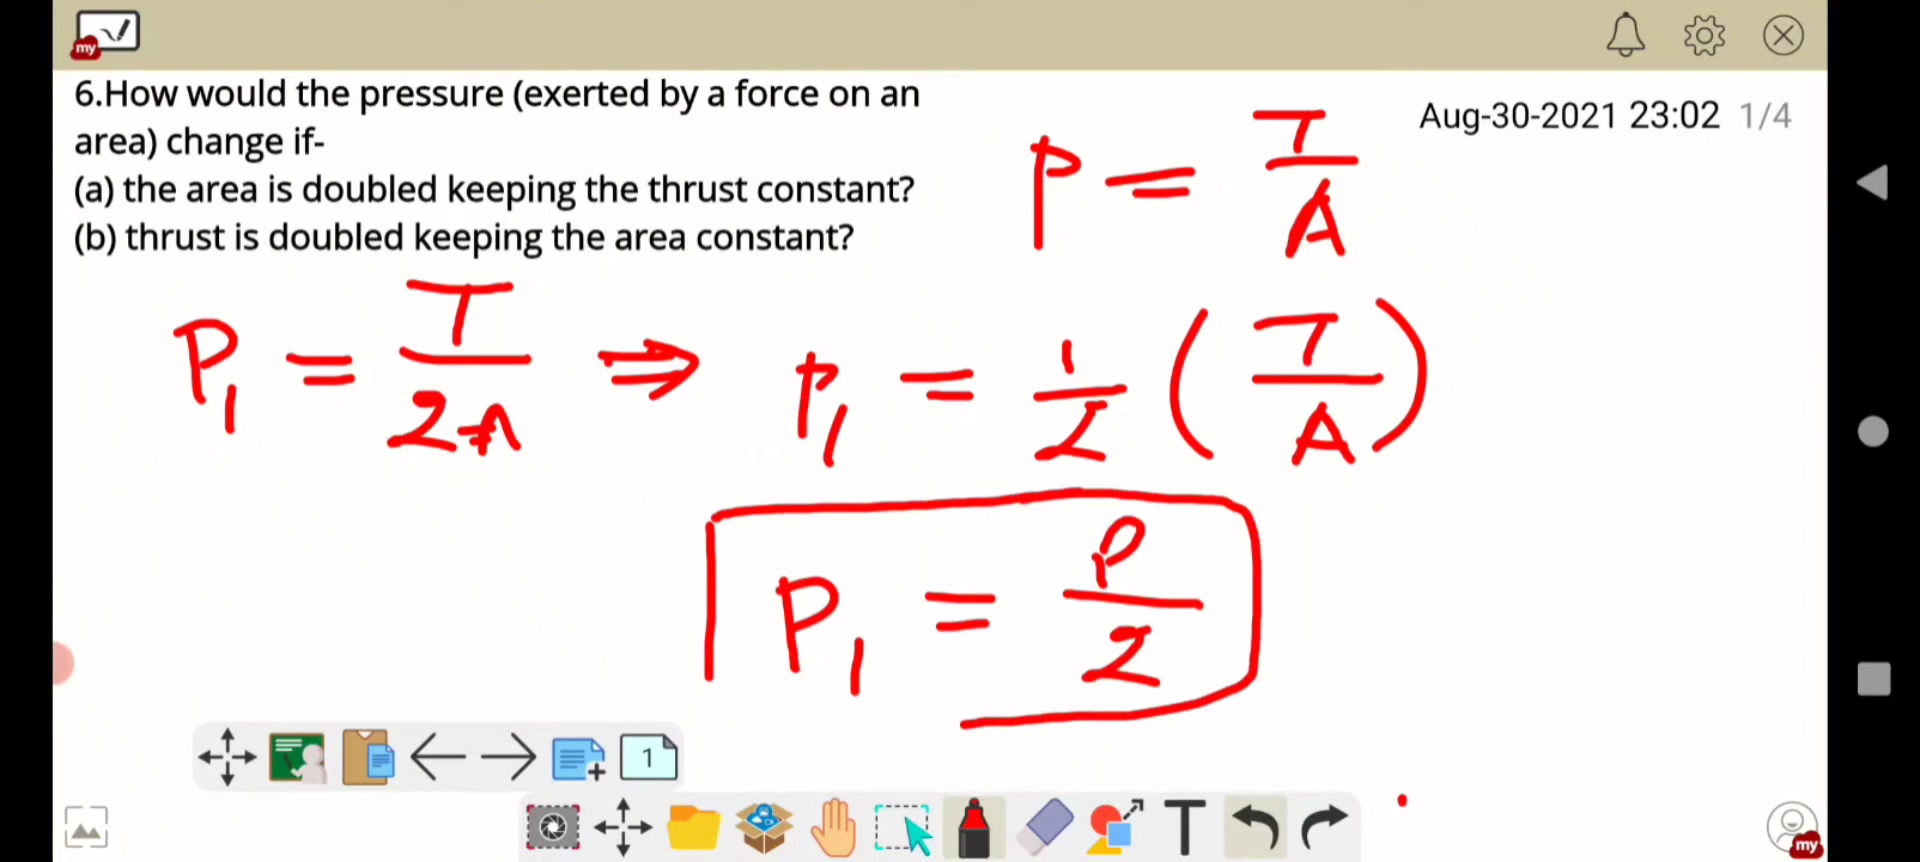 my
6.How would the pressure (exerted by a force on an
area) change if-
(a) the area is doubled keeping the thrust constant?
(b) thrust is doubled keeping the area constant?
Aug-30-2021 23:02 1/4
P = T/A
P₁ = T/2A ⇒ P₁ = 1/2 (T/A)
P₁ = P/2
1
T
my